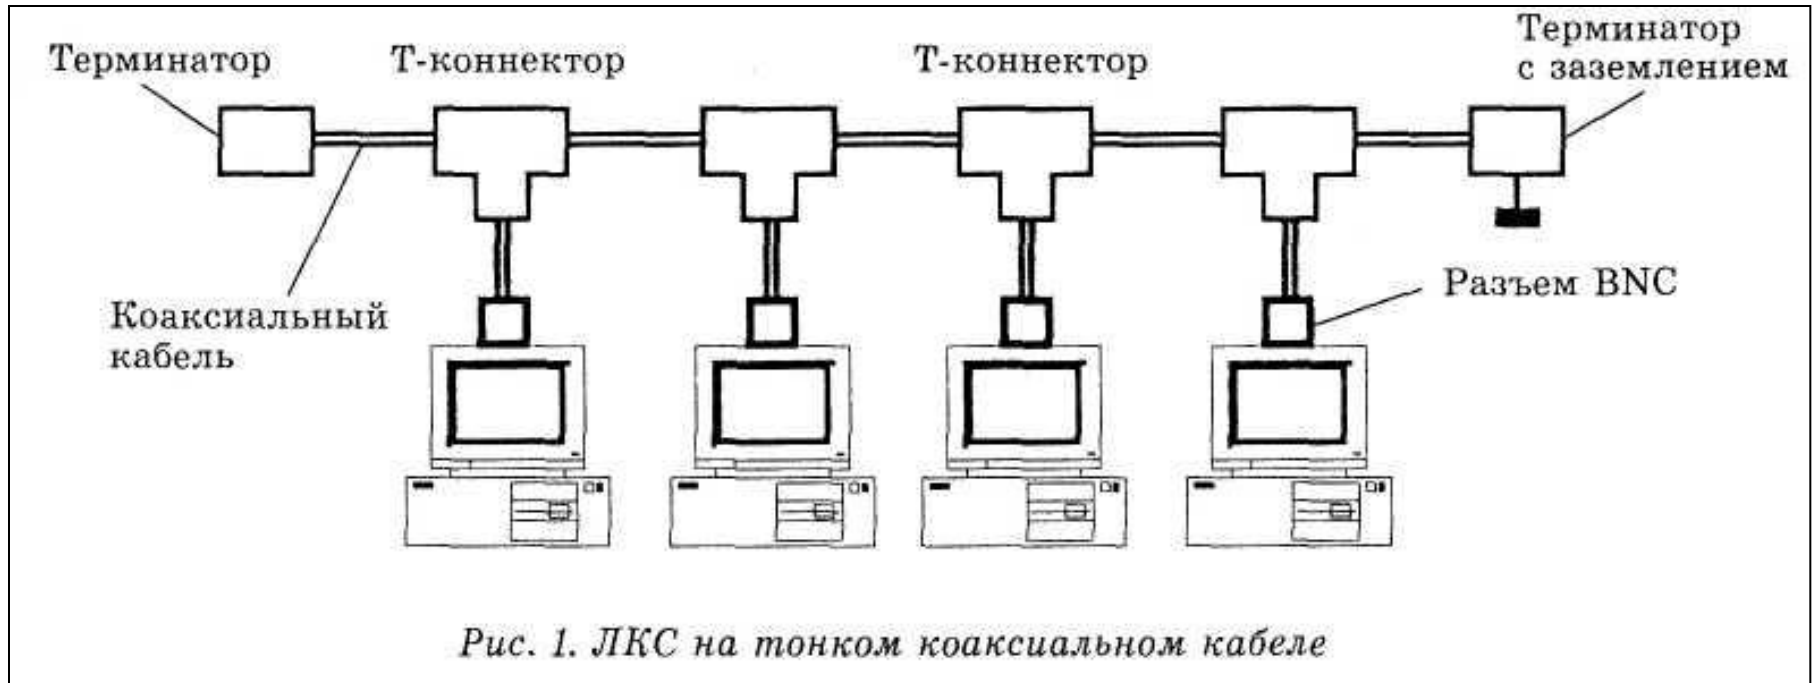 Терминатор
Т-коннектор
Т-коннектор
Терминатор
с заземлением
Разъем BNC
Коаксиальный
кабель
Рис. 1. ЛКС на тонком коаксиальном кабеле